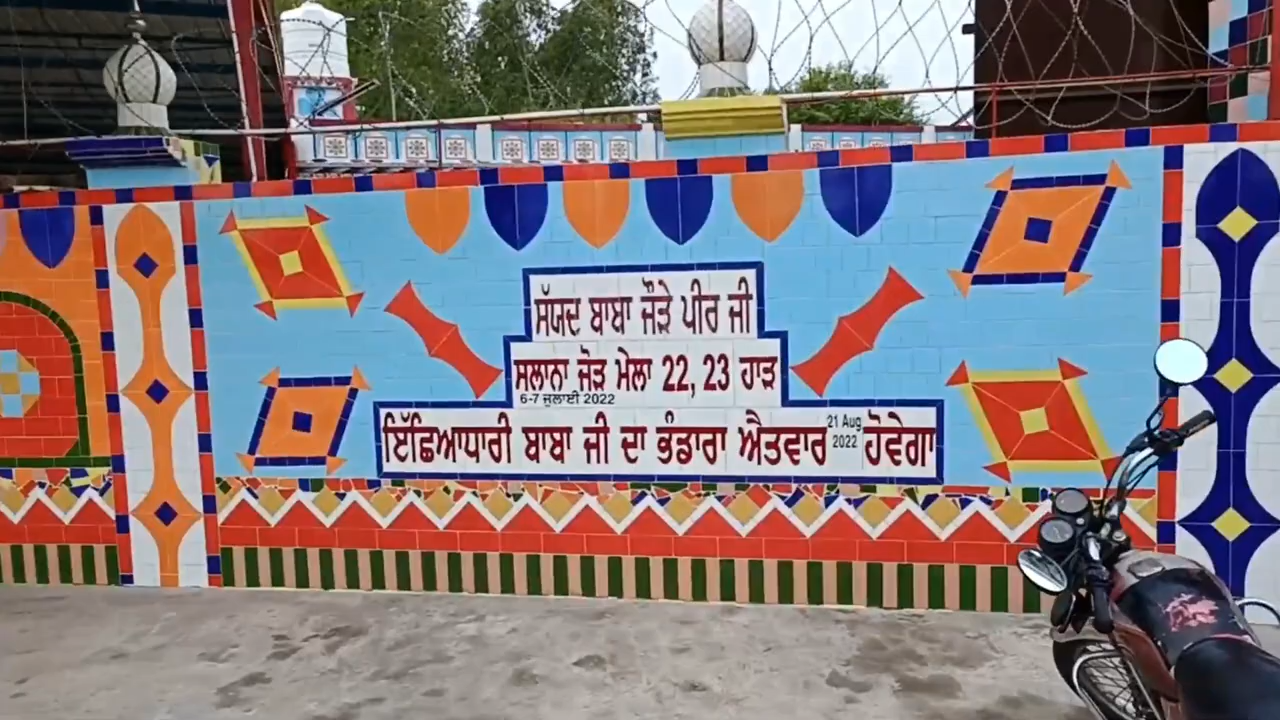 ਸੱਯਦ ਬਾਬਾ ਜੌੜੇ ਪੀਰ ਜੀ
ਸਲਾਨਾ ਜੋੜ ਮੇਲਾ 22, 23 ਹਾੜ
6-7 ਜੁਲਾਈ 2022
ਇੱਛਿਆਧਾਰੀ ਬਾਬਾ ਜੀ ਦਾ ਭੰਡਾਰਾ ਐਤਵਾਰ 21 Aug 2022 ਹੋਵੇਗਾ